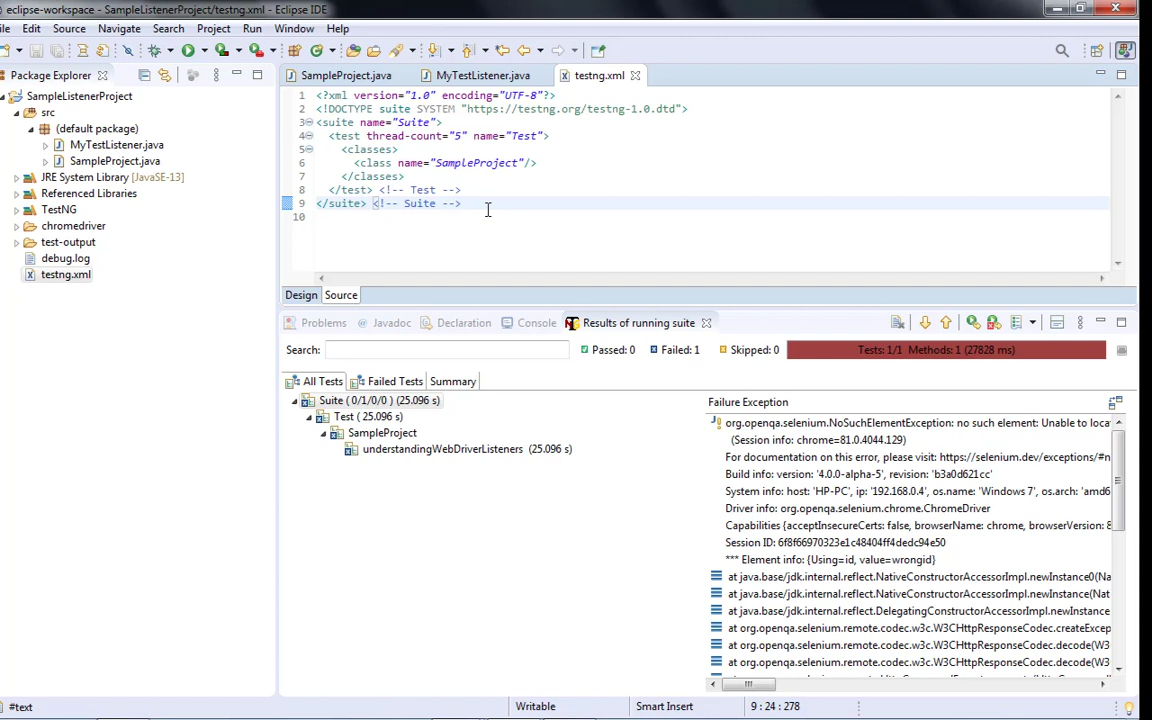 eclipse-workspace - SampleListenerProject/testng.xml - Eclipse IDE
ile Edit Source Navigate Search Project Run Window Help
Package Explorer
SampleProject.java MyTestListener.java testng.xml
SampleListenerProject
src
(default package)
MyTestListener.java
SampleProject.java
JRE System Library [JavaSE-13]
Referenced Libraries
TestNG
chromedriver
test-output
debug.log
testng.xml
1 <?xml version="1.0" encoding="UTF-8"?>
2 <!DOCTYPE suite SYSTEM "https://testng.org/testng-1.0.dtd">
3 <suite name="Suite">
4 <test thread-count="5" name="Test">
5 <classes>
6 <class name="SampleProject"/>
7 </classes>
8 </test> <!-- Test -->
9 </suite> <!-- Suite -->
10
Design Source
Problems @ Javadoc Declaration Console Results of running suite
Search: Passed: 0 Failed: 1 Skipped: 0 Tests: 1/1 Methods: 1 (27828 ms)
All Tests Failed Tests Summary
Suite ( 0/1/0/0 ) (25.096 s)
Test ( 25.096 s)
SampleProject
understandingWebDriverListeners (25.096 s)
Failure Exception
org.openqa.selenium.NoSuchElementException: no such element: Unable to loca
(Session info: chrome=81.0.4044.129)
For documentation on this error, please visit: https://selenium.dev/exceptions/#n
Build info: version: '4.0.0-alpha-5', revision: 'b3a0d621cc'
System info: host: 'HP-PC', ip: '192.168.0.4', os.name: 'Windows 7', os.arch: 'amd6
Driver info: org.openqa.selenium.chrome.ChromeDriver
Capabilities {acceptInsecureCerts: false, browserName: chrome, browserVersion: 8
Session ID: 6f8f66970323e1c48404ff4dedc94e50
*** Element info: {Using=id, value=wrongid}
at java.base/jdk.internal.reflect.NativeConstructorAccessorImpl.newInstance0(Na
at java.base/jdk.internal.reflect.NativeConstructorAccessorImpl.newInstance(Nat
at java.base/jdk.internal.reflect.DelegatingConstructorAccessorImpl.newInstance
at org.openqa.selenium.remote.codec.w3c.W3CHttpResponseCodec.createExcep
at org.openqa.selenium.remote.codec.w3c.W3CHttpResponseCodec.decode(W3
at org.openqa.selenium.remote.codec.w3c.W3CHttpResponseCodec.decode(W3
#text Writable Smart Insert 9 : 24 : 278